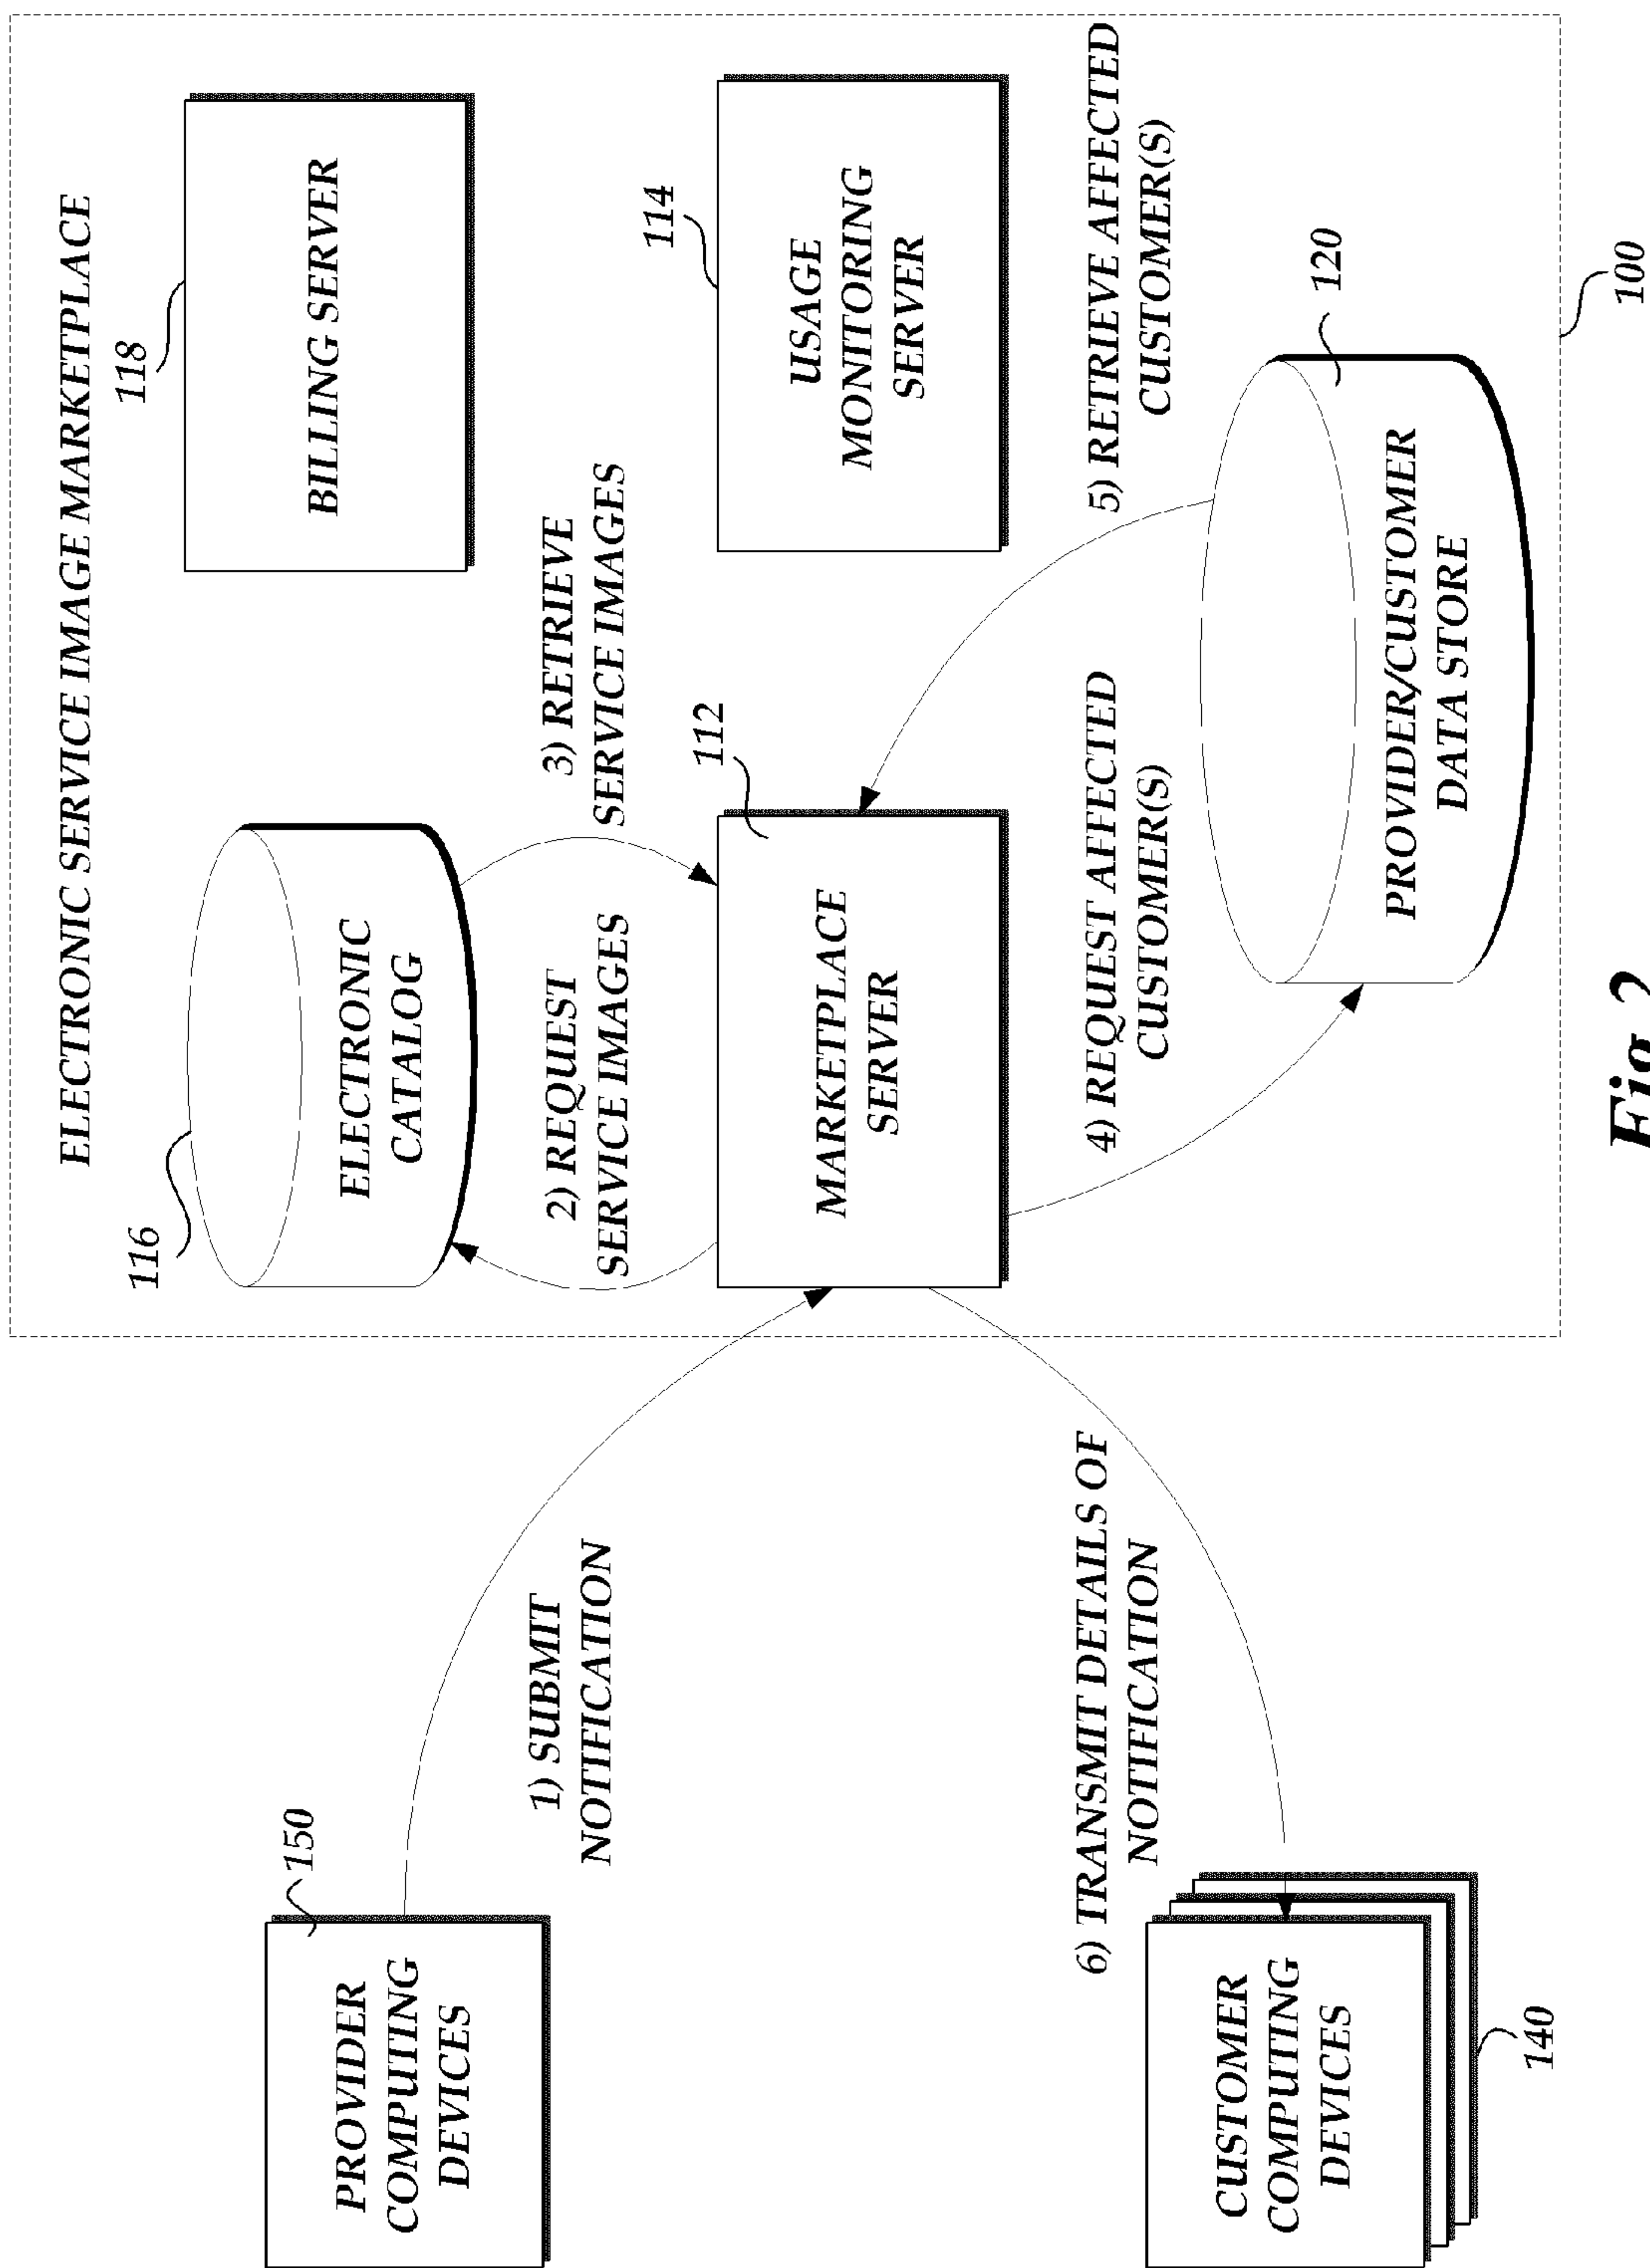 ELECTRONIC SERVICE IMAGE MARKETPLACE
116
118
ELECTRONIC
CATALOG
BILLING SERVER
150
PROVIDER
COMPUTING
DEVICES
1) SUBMIT
NOTIFICATION
2) REQUEST
SERVICE IMAGES
3) RETRIEVE
SERVICE IMAGES
112
114
MARKETPLACE
SERVER
USAGE
MONITORING
SERVER
6) TRANSMIT DETAILS OF
NOTIFICATION
4) REQUEST AFFECTED
CUSTOMER(S)
5) RETRIEVE AFFECTED
CUSTOMER(S)
CUSTOMER
COMPUTING
DEVICES
140
120
PROVIDER/CUSTOMER
DATA STORE
100
Fig.2.